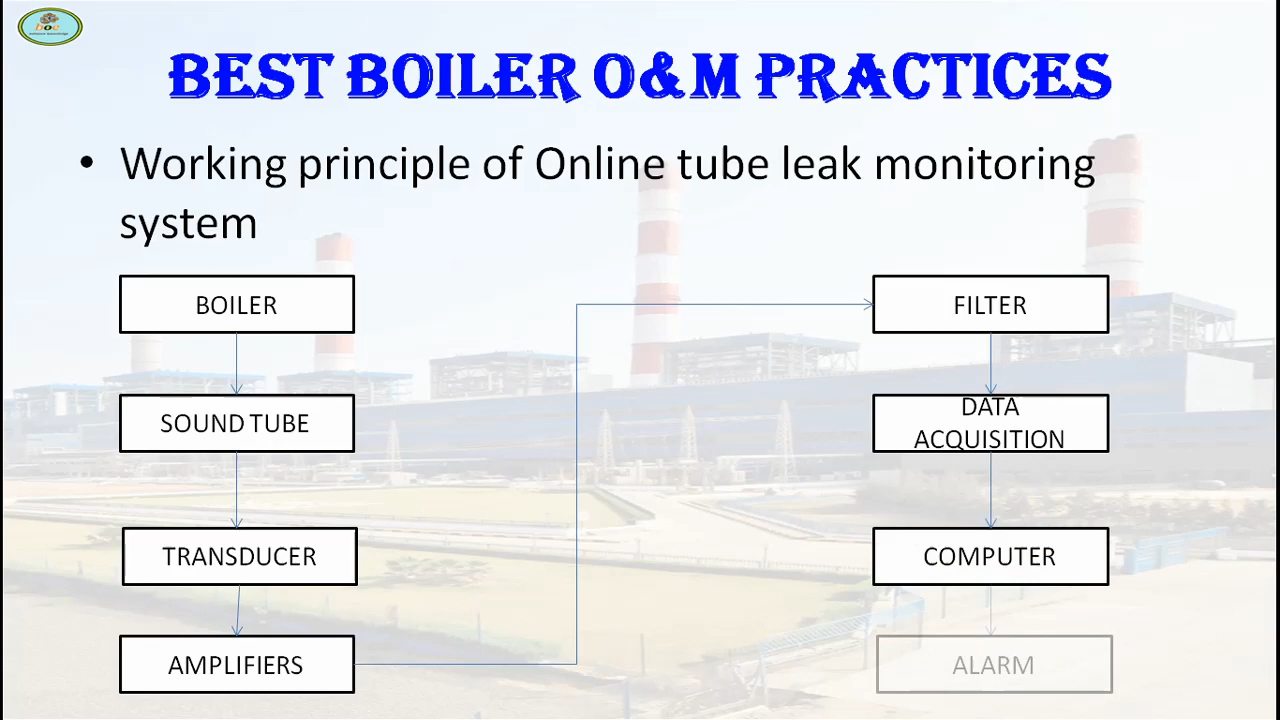 BEST BOILER O&M PRACTICES
• Working principle of Online tube leak monitoring
system
BOILER
SOUND TUBE
TRANSDUCER
AMPLIFIERS
FILTER
DATA
ACQUISITION
COMPUTER
ALARM